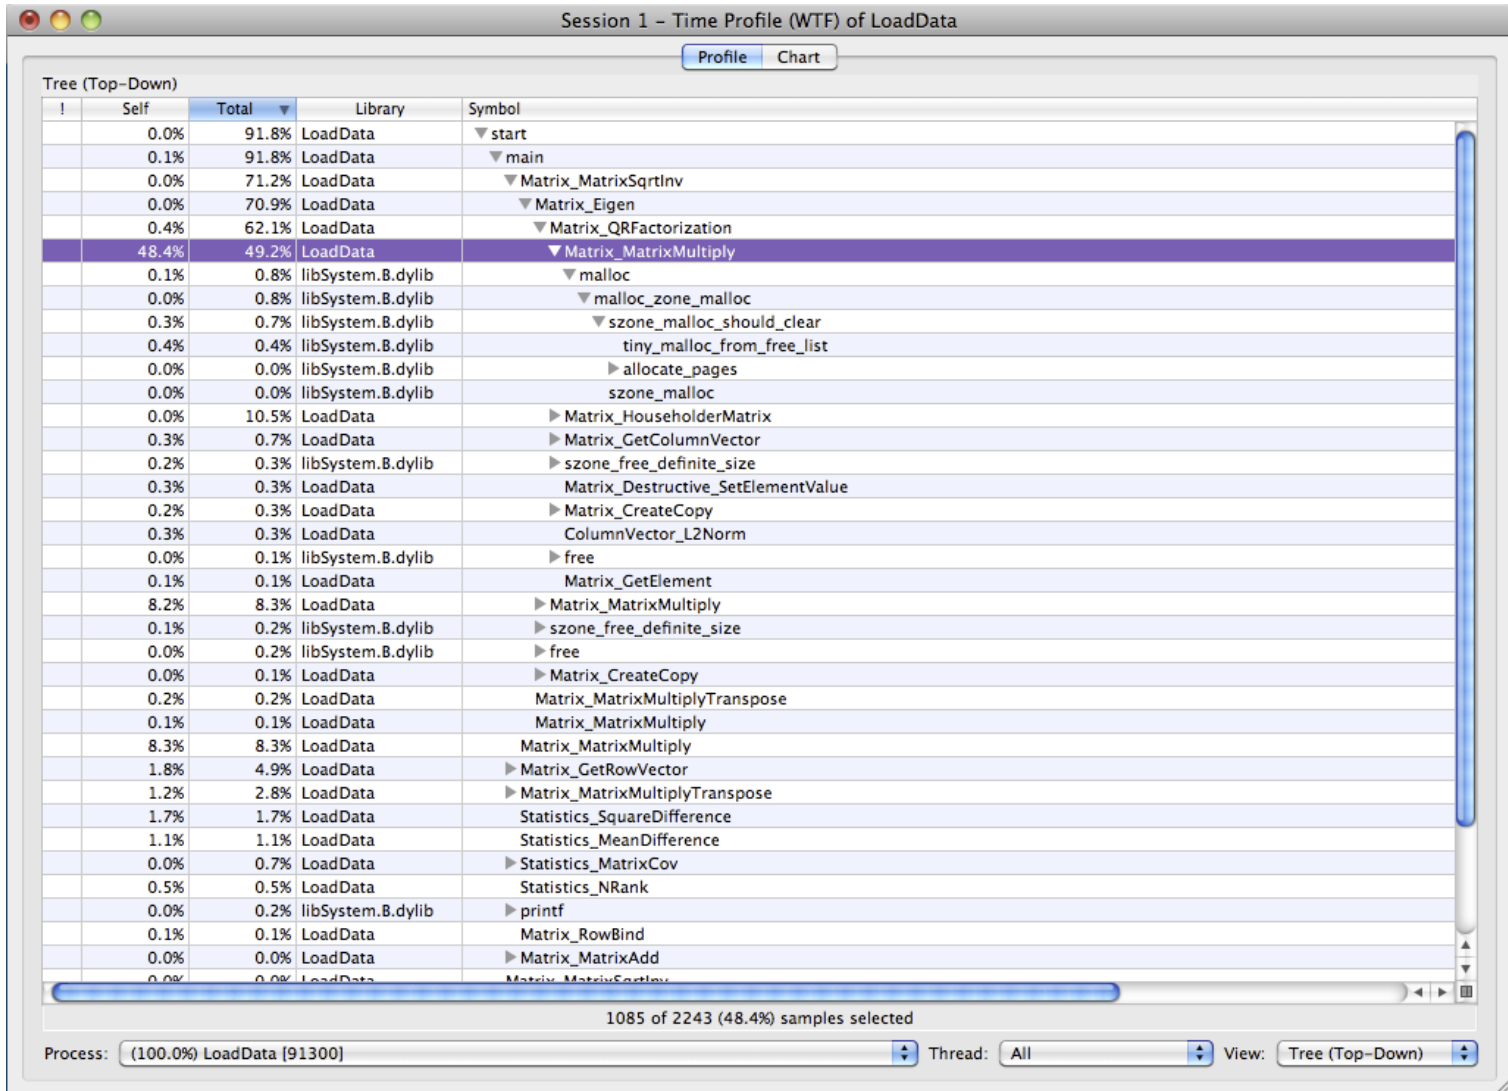 Session 1 – Time Profile (WTF) of LoadData
Profile Chart
Tree (Top-Down)
! Self Total Library Symbol
0.0% 91.8% LoadData start
0.1% 91.8% LoadData main
0.0% 71.2% LoadData Matrix_MatrixSqrtInv
0.0% 70.9% LoadData Matrix_Eigen
0.4% 62.1% LoadData Matrix_QRFactorization
48.4% 49.2% LoadData Matrix_MatrixMultiply
0.1% 0.8% libSystem.B.dylib malloc
0.0% 0.8% libSystem.B.dylib malloc_zone_malloc
0.3% 0.7% libSystem.B.dylib szone_malloc_should_clear
0.4% 0.4% libSystem.B.dylib tiny_malloc_from_free_list
0.0% 0.0% libSystem.B.dylib allocate_pages
0.0% 0.0% libSystem.B.dylib szone_malloc
0.0% 10.5% LoadData Matrix_HouseholderMatrix
0.3% 0.7% LoadData Matrix_GetColumnVector
0.2% 0.3% libSystem.B.dylib szone_free_definite_size
0.3% 0.3% LoadData Matrix_Destructive_SetElementValue
0.2% 0.3% LoadData Matrix_CreateCopy
0.3% 0.3% LoadData ColumnVector_L2Norm
0.0% 0.1% libSystem.B.dylib free
0.1% 0.1% LoadData Matrix_GetElement
8.2% 8.3% LoadData Matrix_MatrixMultiply
0.1% 0.2% libSystem.B.dylib szone_free_definite_size
0.0% 0.2% libSystem.B.dylib free
0.0% 0.1% LoadData Matrix_CreateCopy
0.2% 0.2% LoadData Matrix_MatrixMultiplyTranspose
0.1% 0.1% LoadData Matrix_MatrixMultiply
8.3% 8.3% LoadData Matrix_MatrixMultiply
1.8% 4.9% LoadData Matrix_GetRowVector
1.2% 2.8% LoadData Matrix_MatrixMultiplyTranspose
1.7% 1.7% LoadData Statistics_SquareDifference
1.1% 1.1% LoadData Statistics_MeanDifference
0.0% 0.7% LoadData Statistics_MatrixCov
0.5% 0.5% LoadData Statistics_NRank
0.0% 0.2% libSystem.B.dylib printf
0.1% 0.1% LoadData Matrix_RowBind
0.0% 0.0% LoadData Matrix_MatrixAdd
0.0% 0.0% LoadData Matrix_MatrixSqrtInv
1085 of 2243 (48.4%) samples selected
Process: (100.0%) LoadData [91300] Thread: All View: Tree (Top-Down)